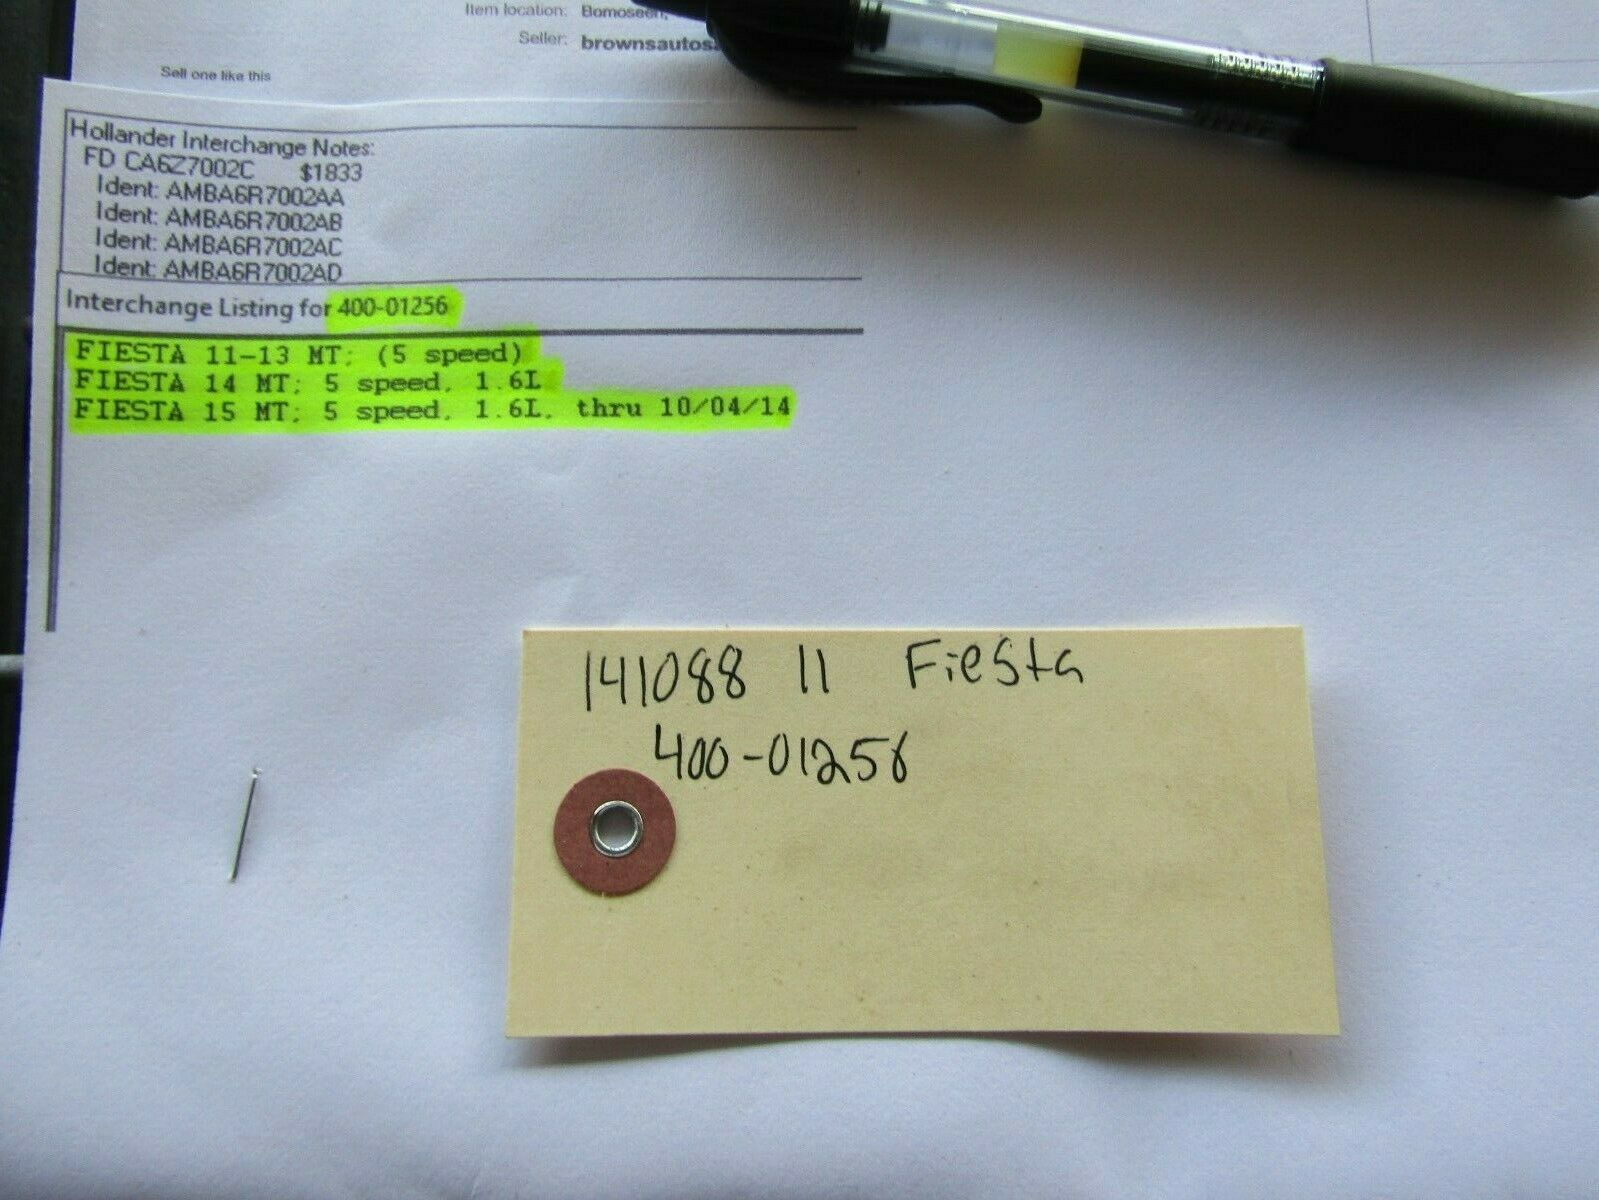 Item location: Bomoseen,
Seller: brownsautosa
Sell one like this
Hollander Interchange Notes:
FD CA6Z7002C $1833
Ident: AMBA6R7002AA
Ident: AMBA6R7002AB
Ident: AMBA6R7002AC
Ident: AMBA6R7002AD
Interchange Listing for 400-01256
FIESTA 11-13 MT; (5 speed)
FIESTA 14 MT; 5 speed, 1.6L
FIESTA 15 MT; 5 speed, 1.6L, thru 10/04/14
141088 11 Fiesta
400-01256